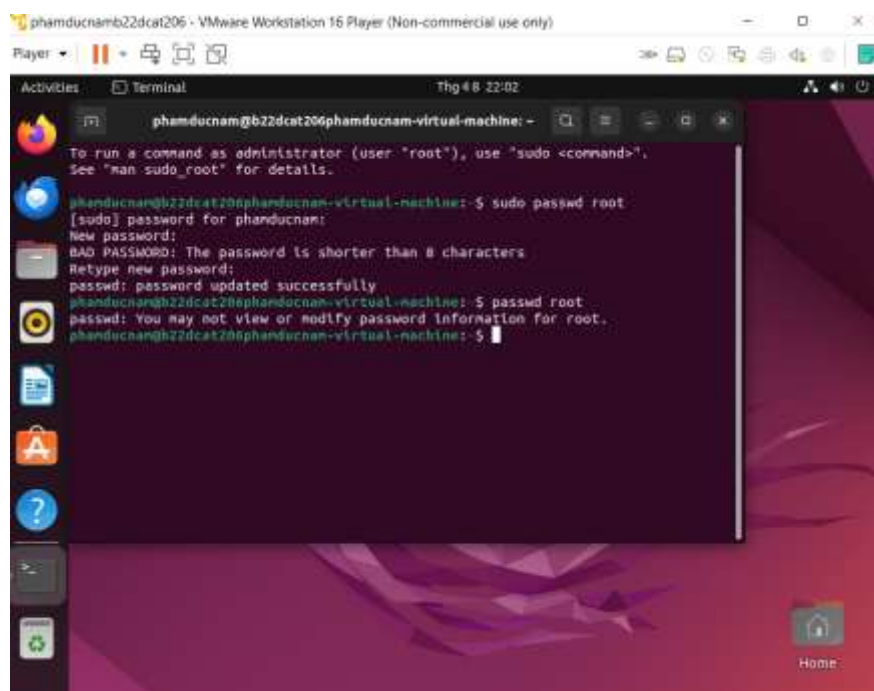 phamducnamb22dcat206 - VMware Workstation 16 Player (Non-commercial use only)
Player
Activities Terminal Thg 4 8 22:02
phamducnam@b22dcat206phamducnam-virtual-machine: ~
To run a command as administrator (user "root"), use "sudo <command>".
See "man sudo_root" for details.
phamducnam@b22dcat206phamducnam-virtual-machine:~$ sudo passwd root
[sudo] password for phamducnam:
New password:
BAD PASSWORD: The password is shorter than 8 characters
Retype new password:
passwd: password updated successfully
phamducnam@b22dcat206phamducnam-virtual-machine:~$ passwd root
passwd: You may not view or modify password information for root.
phamducnam@b22dcat206phamducnam-virtual-machine:~$
Home